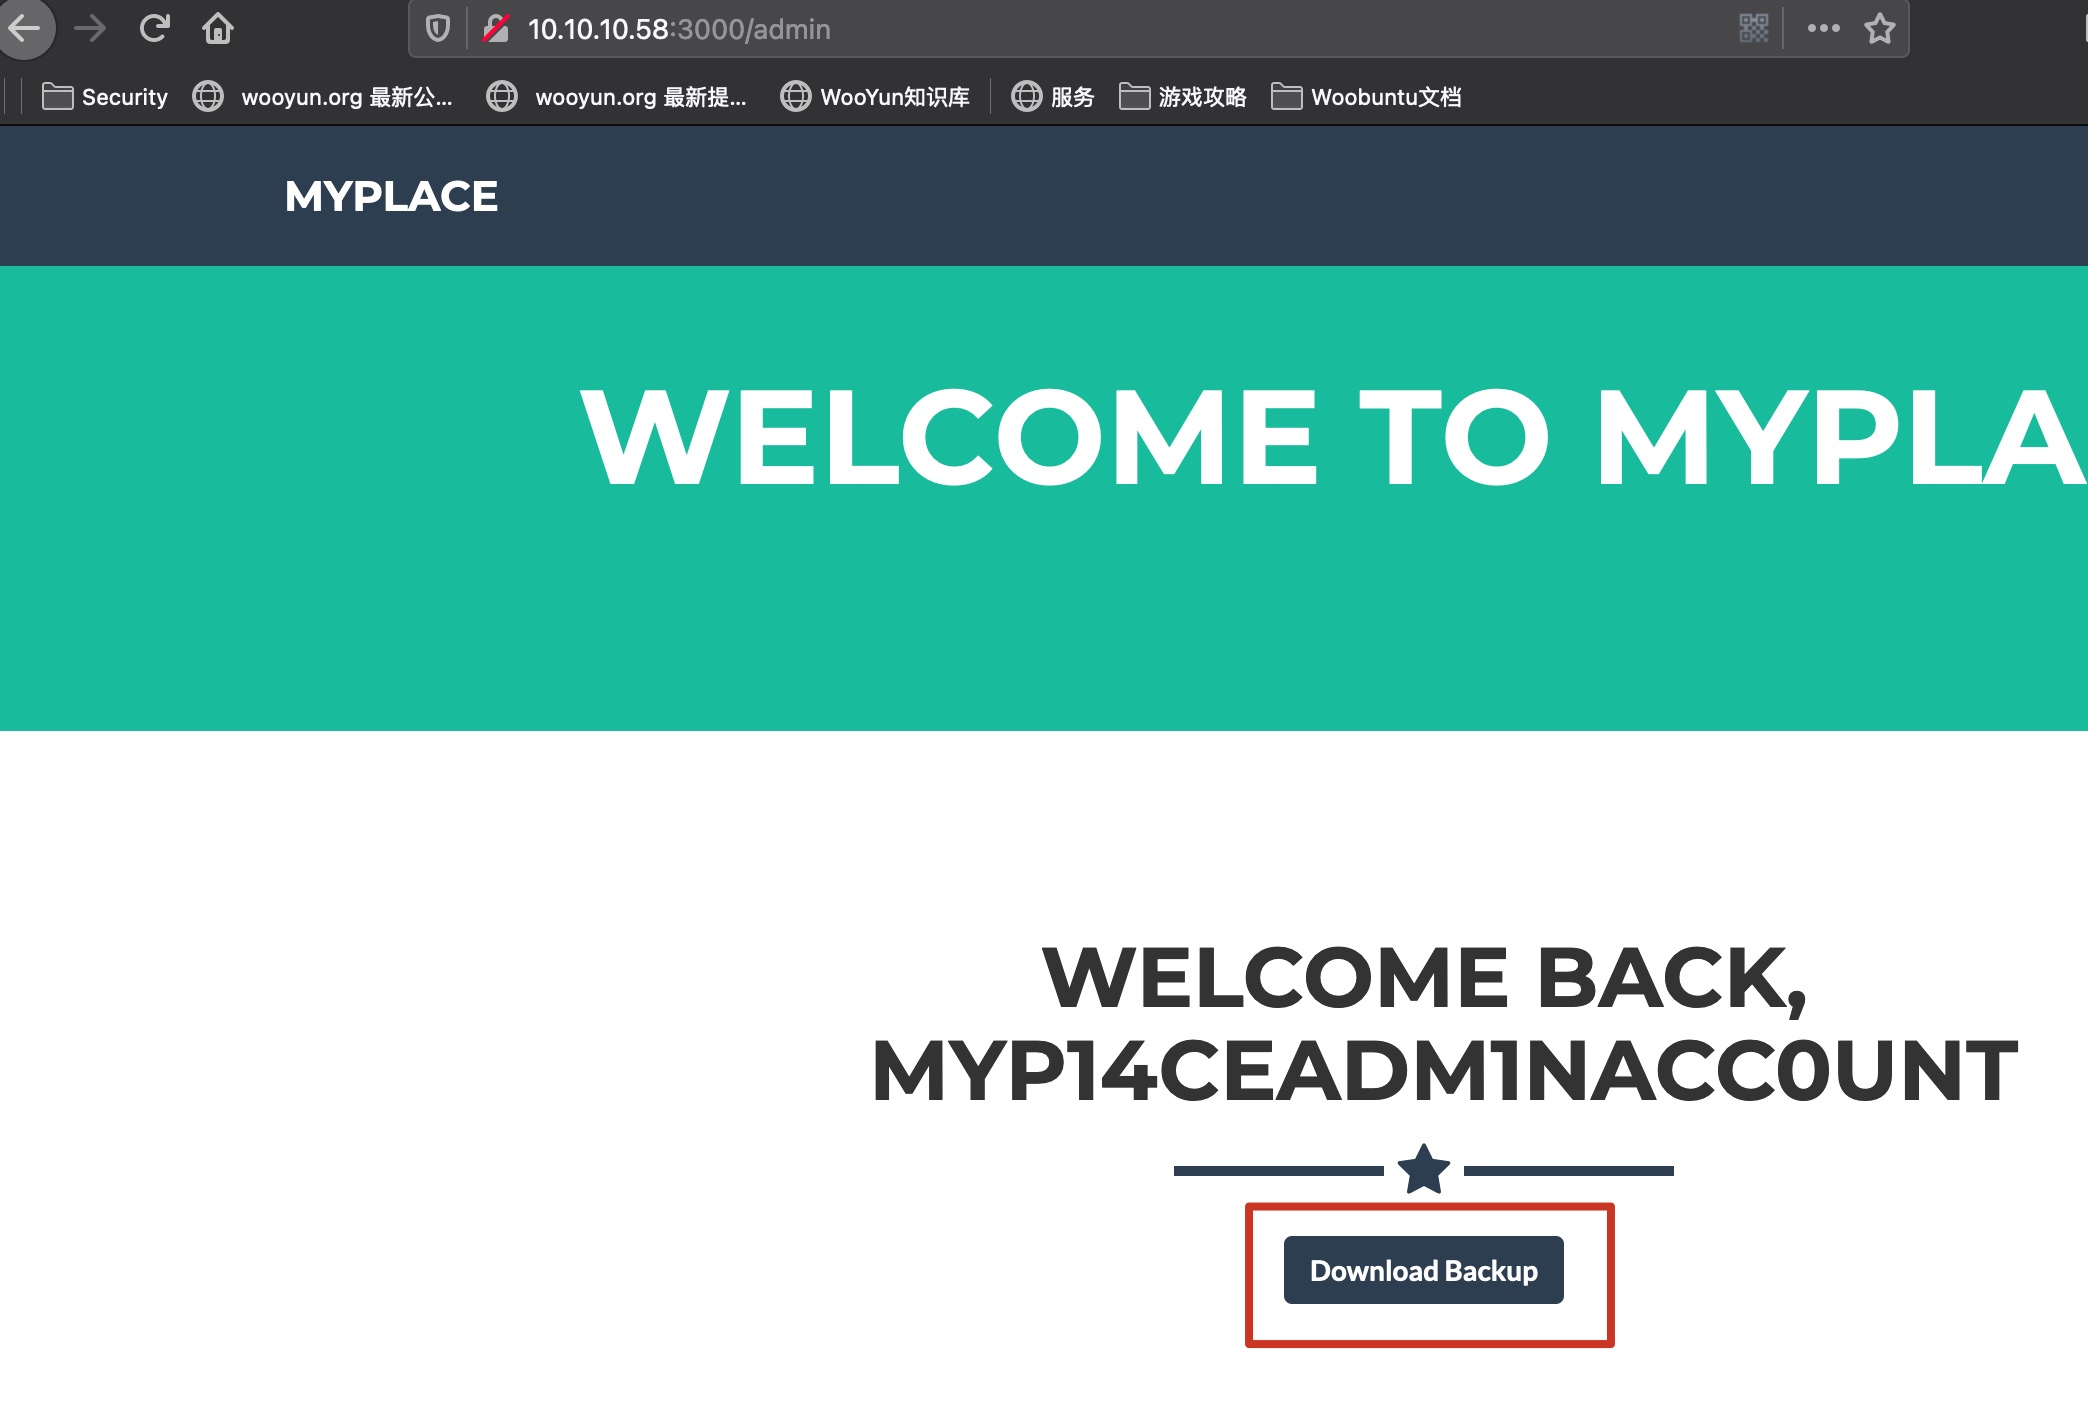 10.10.10.58:3000/admin
Security wooyun.org 最新公... wooyun.org 最新提... WooYun知识库 服务 游戏攻略 Woobuntu文档
MYPLACE
WELCOME TO MYPLA
WELCOME BACK,
MYP14CEADM1NACC0UNT
Download Backup